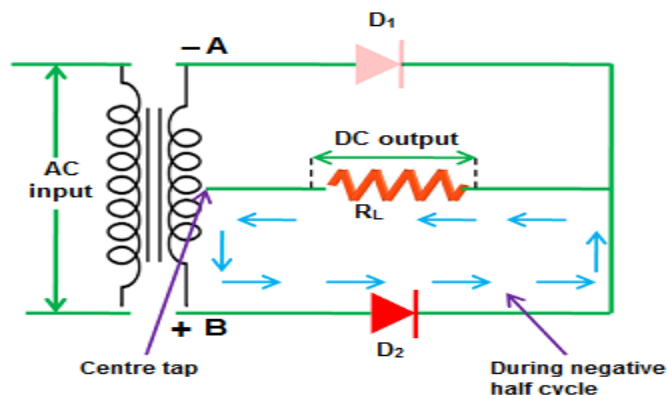 D1
– A
DC output
AC
input
RL
+ B
D2
Centre tap
During negative
half cycle